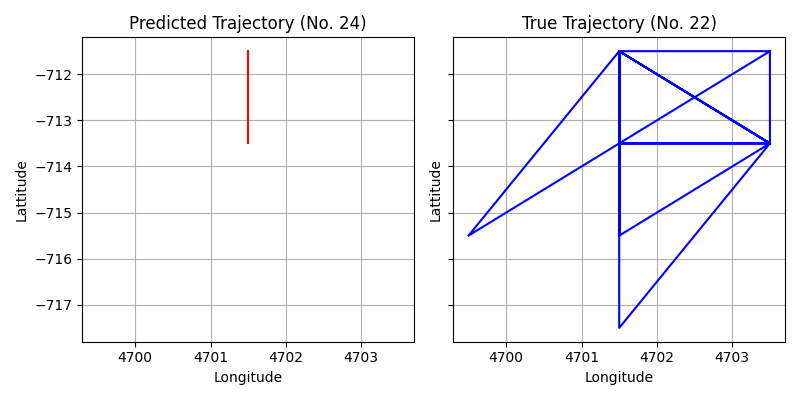 Predicted Trajectory (No. 24)
True Trajectory (No. 22)
Lattitude
−712
−713
−714
−715
−716
−717
4700
4701
4702
4703
Longitude
Lattitude
4700
4701
4702
4703
Longitude